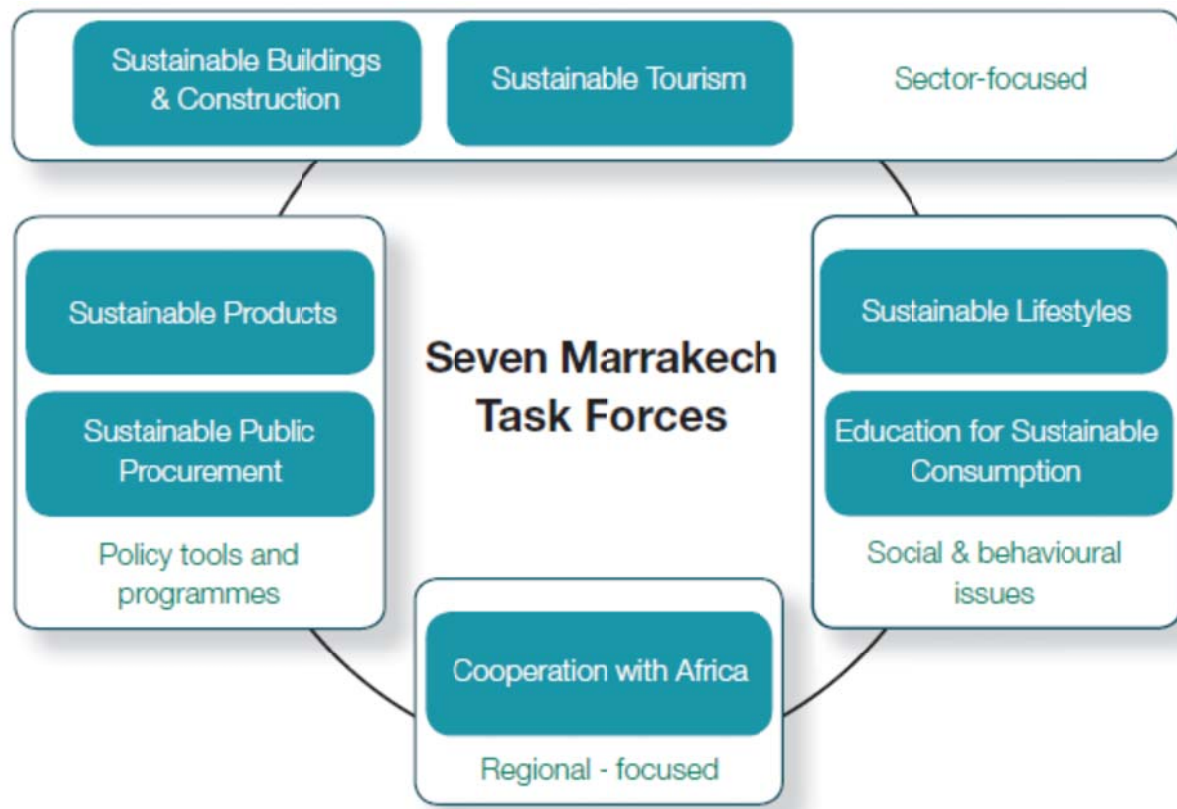 Sustainable Buildings
& Construction
Sustainable Tourism
Sector-focused
Sustainable Products
Sustainable Public
Procurement
Policy tools and
programmes
Seven Marrakech
Task Forces
Sustainable Lifestyles
Education for Sustainable
Consumption
Social & behavioural
issues
Cooperation with Africa
Regional - focused